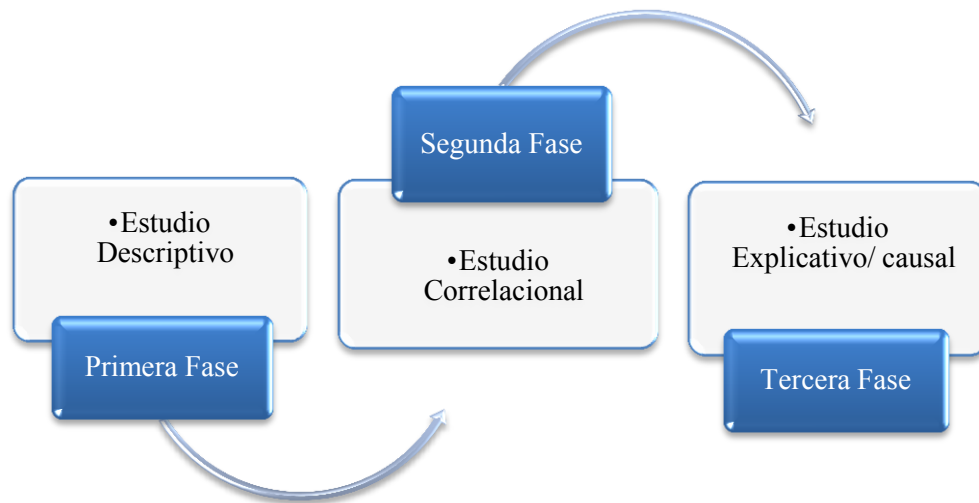 •Estudio
Descriptivo
Primera Fase
Segunda Fase
•Estudio
Correlacional
•Estudio
Explicativo/ causal
Tercera Fase